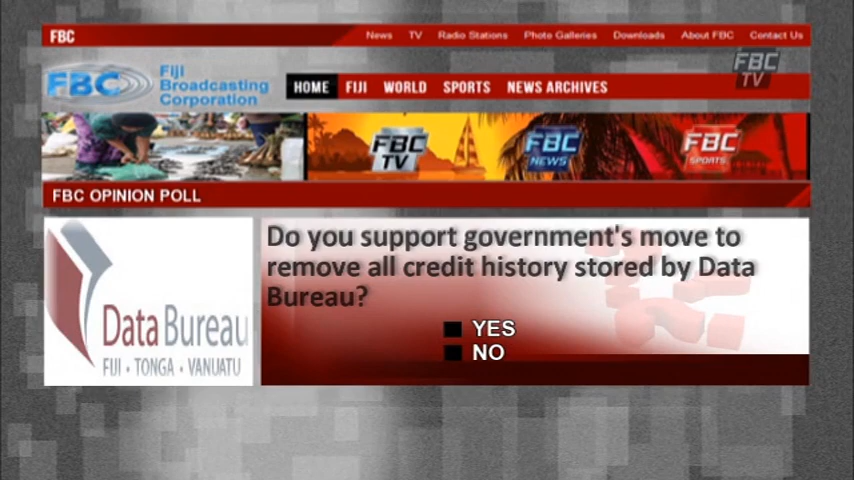 FBC
News TV Radio Stations Photo Galleries Downloads About FBC Contact Us
FBC TV
FBC Fiji Broadcasting Corporation
HOME FIJI WORLD SPORTS NEWS ARCHIVES
FBC TV
FBC NEWS
FBC SPORTS
FBC OPINION POLL
Data Bureau
FIJI • TONGA • VANUATU
Do you support government's move to
remove all credit history stored by Data
Bureau?
YES
NO